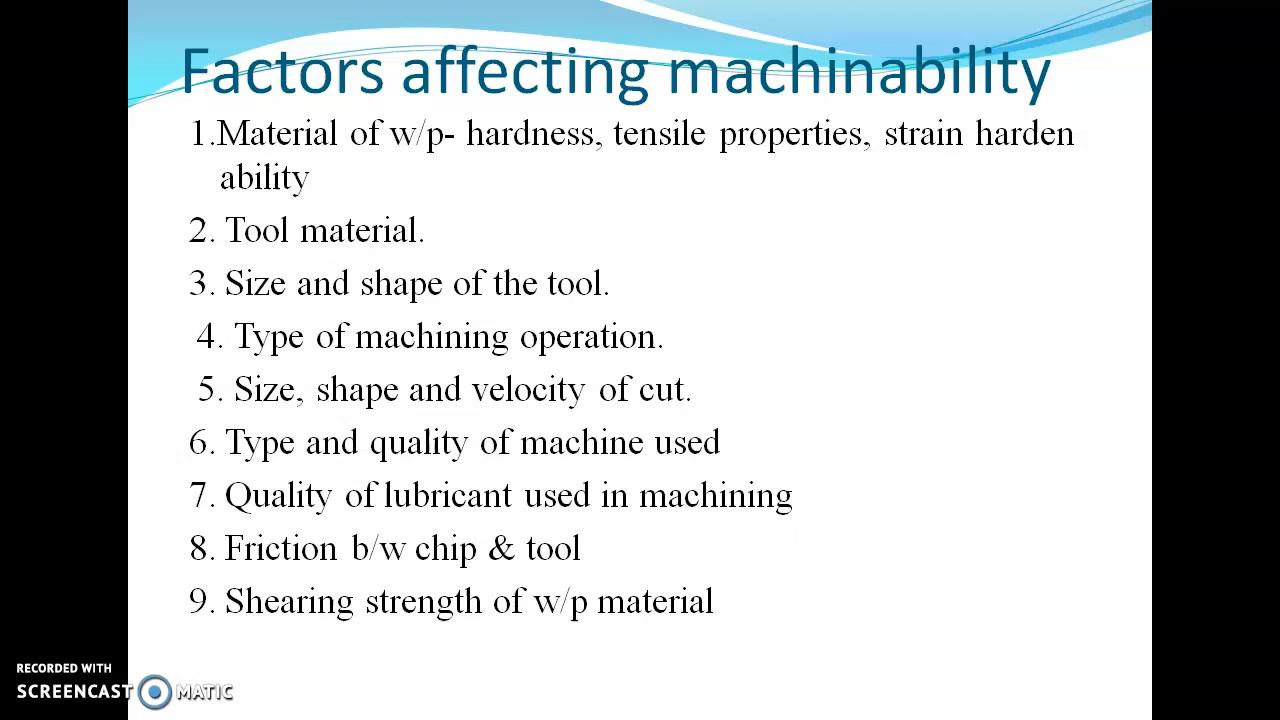 Factors affecting machinability
1.Material of w/p- hardness, tensile properties, strain harden
ability
2. Tool material.
3. Size and shape of the tool.
4. Type of machining operation.
5. Size, shape and velocity of cut.
6. Type and quality of machine used
7. Quality of lubricant used in machining
8. Friction b/w chip & tool
9. Shearing strength of w/p material
RECORDED WITH
SCREENCAST MATIC